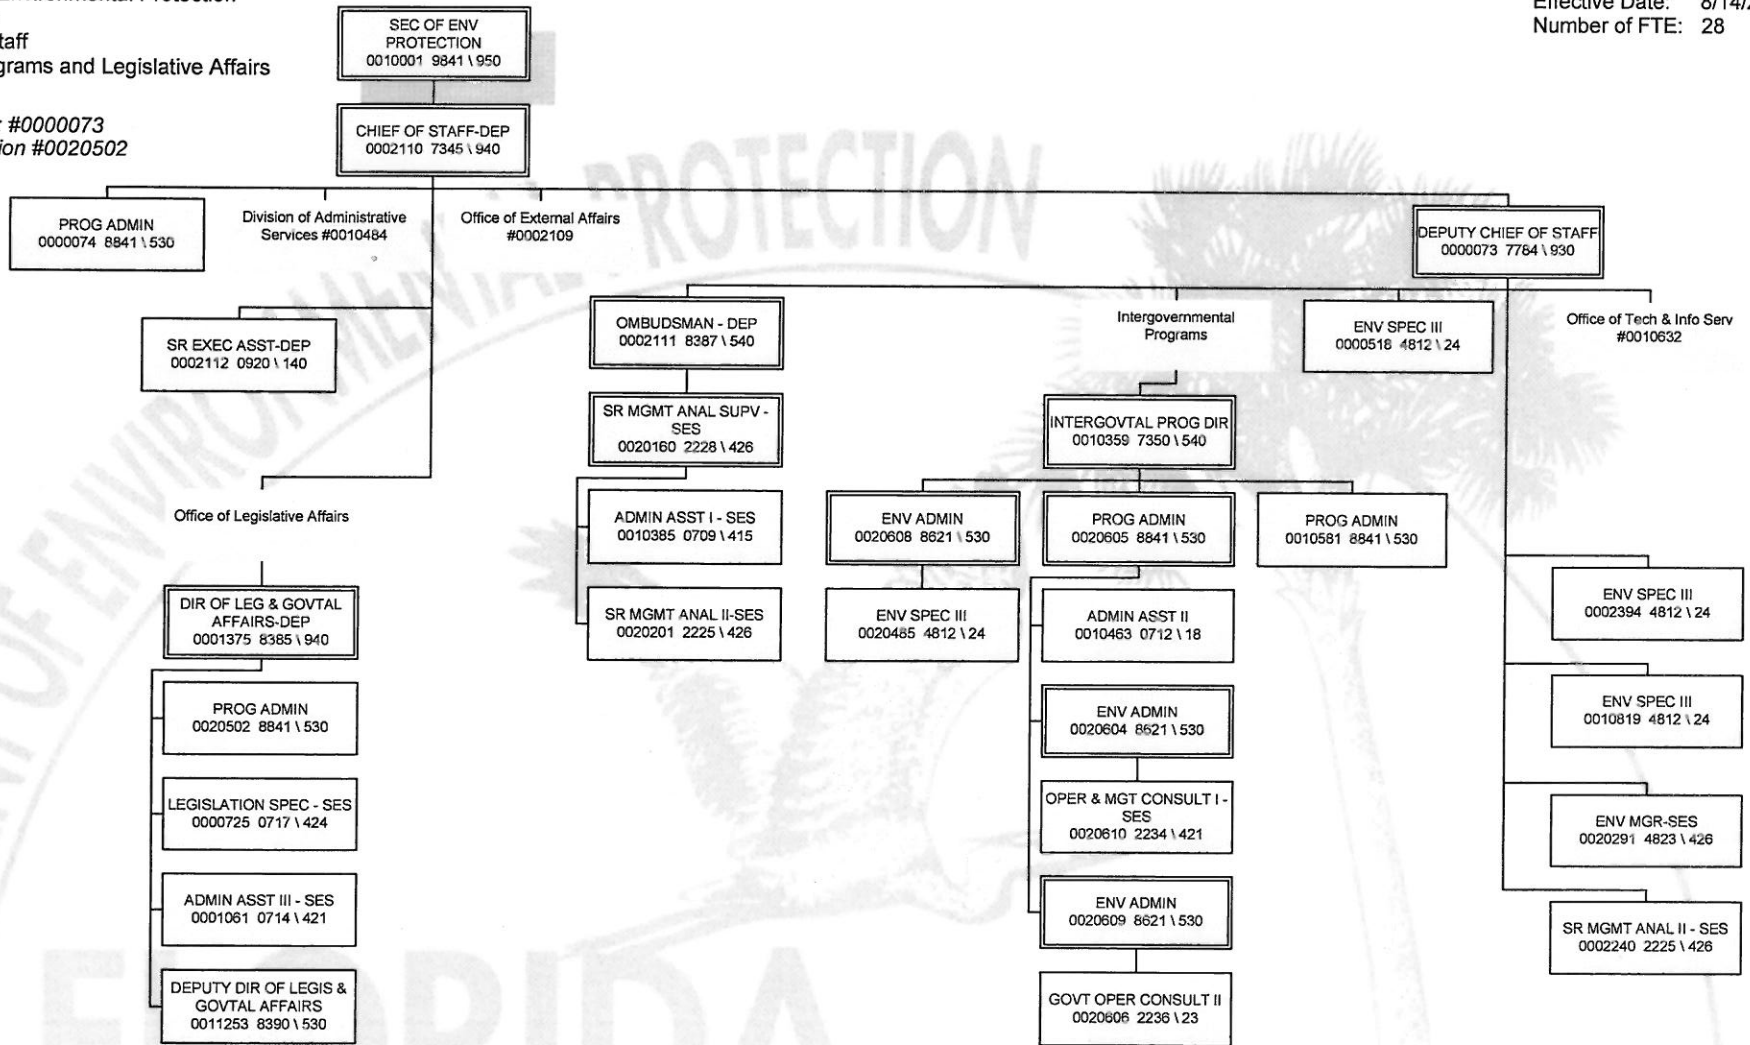 Environmental Protection
Effective Date: 8/14/2
Number of FTE: 28
taff
grams and Legislative Affairs
: #0000073
ion #0020502
SEC OF ENV
PROTECTION
0010001 9841 \ 950
CHIEF OF STAFF-DEP
0002110 7345 \ 940
PROG ADMIN
0000074 8841 \ 530
Division of Administrative
Services #0010484
Office of External Affairs
#0002109
DEPUTY CHIEF OF STAFF
0000073 7784 \ 930
SR EXEC ASST-DEP
0002112 0920 \ 140
OMBUDSMAN - DEP
0002111 8387 \ 540
Intergovernmental
Programs
ENV SPEC III
0000518 4812 \ 24
Office of Tech & Info Serv
#0010632
SR MGMT ANAL SUPV -
SES
0020160 2228 \ 426
INTERGOVTAL PROG DIR
0010359 7350 \ 540
Office of Legislative Affairs
ADMIN ASST I - SES
0010385 0709 \ 415
ENV ADMIN
0020608 8621 \ 530
PROG ADMIN
0020605 8841 \ 530
PROG ADMIN
0010581 8841 \ 530
DIR OF LEG & GOVTAL
AFFAIRS-DEP
0001375 8385 \ 940
SR MGMT ANAL II-SES
0020201 2225 \ 426
ENV SPEC III
0020485 4812 \ 24
ADMIN ASST II
0010463 0712 \ 18
ENV SPEC III
0002394 4812 \ 24
PROG ADMIN
0020502 8841 \ 530
ENV ADMIN
0020604 8621 \ 530
ENV SPEC III
0010819 4812 \ 24
LEGISLATION SPEC - SES
0000725 0717 \ 424
OPER & MGT CONSULT I -
SES
0020610 2234 \ 421
ENV MGR-SES
0020291 4823 \ 426
ADMIN ASST III - SES
0001061 0714 \ 421
ENV ADMIN
0020609 8621 \ 530
SR MGMT ANAL II - SES
0002240 2225 \ 426
DEPUTY DIR OF LEGIS &
GOVTAL AFFAIRS
0011253 8390 \ 530
GOVT OPER CONSULT II
0020606 2236 \ 23
OF ENVIRONMENTAL PROTECTION
FLORIDA